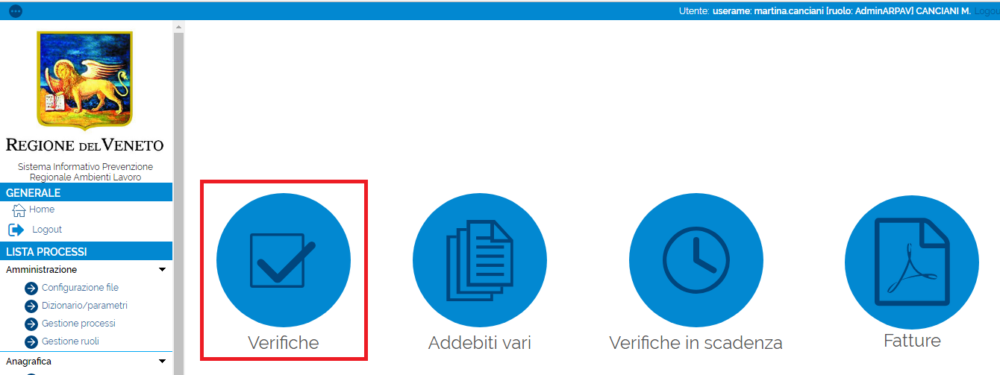 Utente: userame: martina.canciani [ruolo: AdminARPAV] CANCIANI M. Logou
REGIONE DEL VENETO
Sistema Informativo Prevenzione
Regionale Ambienti Lavoro
GENERALE
Home
Logout
LISTA PROCESSI
Amministrazione
Configurazione file
Dizionario/parametri
Gestione processi
Gestione ruoli
Anagrafica
Verifiche
Addebiti vari
Verifiche in scadenza
Fatture